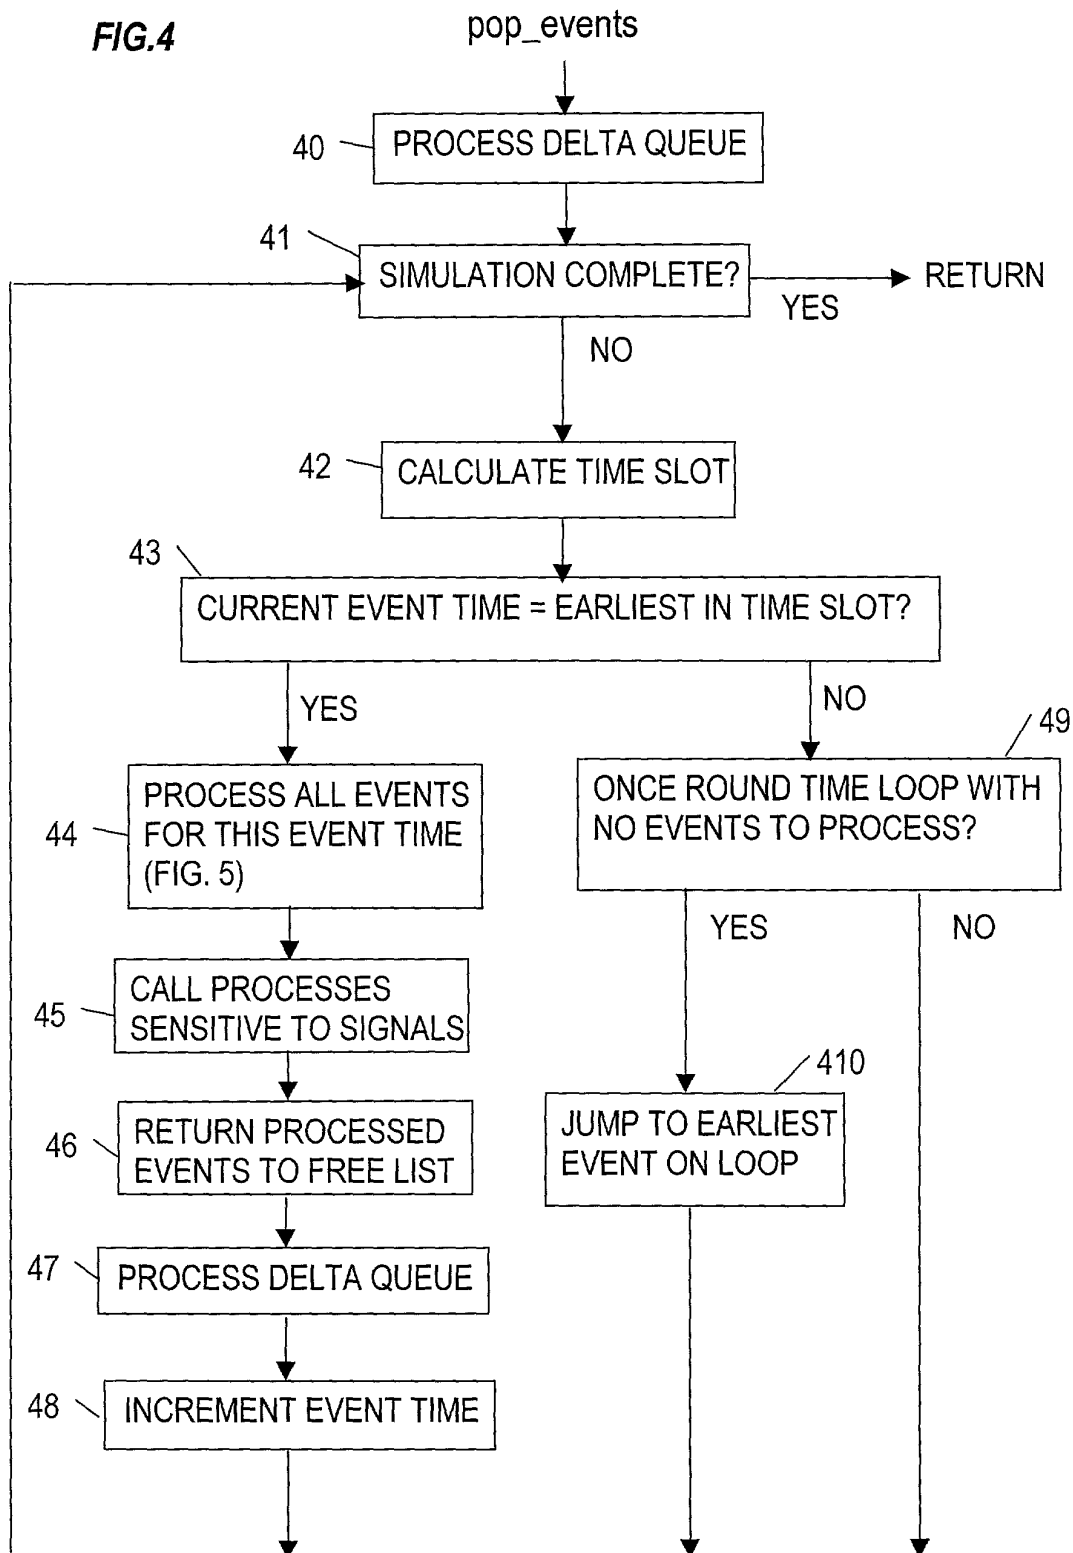 FIG.4
pop_events
40
PROCESS DELTA QUEUE
41
SIMULATION COMPLETE?
RETURN
YES
NO
42
CALCULATE TIME SLOT
43
CURRENT EVENT TIME = EARLIEST IN TIME SLOT?
YES
NO
49
44
PROCESS ALL EVENTS
FOR THIS EVENT TIME
(FIG. 5)
ONCE ROUND TIME LOOP WITH
NO EVENTS TO PROCESS?
YES
NO
45
CALL PROCESSES
SENSITIVE TO SIGNALS
410
46
RETURN PROCESSED
EVENTS TO FREE LIST
JUMP TO EARLIEST
EVENT ON LOOP
47
PROCESS DELTA QUEUE
48
INCREMENT EVENT TIME